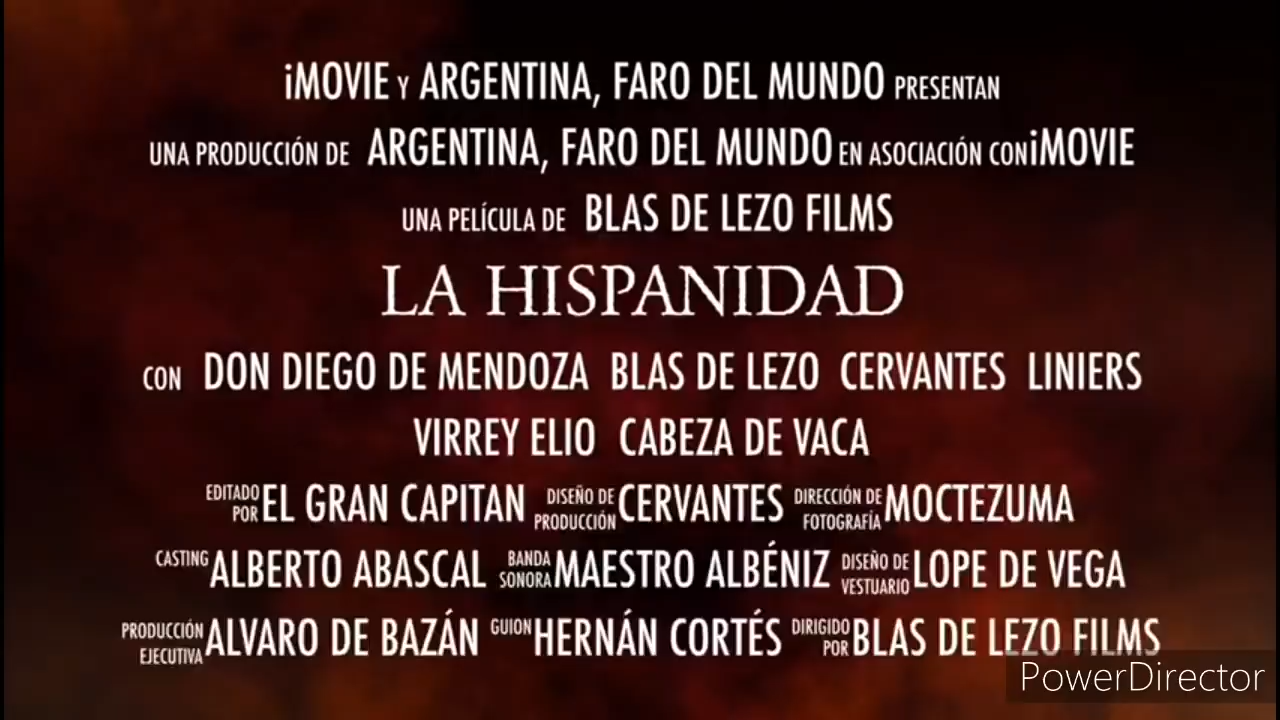 iMOVIE Y ARGENTINA, FARO DEL MUNDO PRESENTAN
UNA PRODUCCIÓN DE ARGENTINA, FARO DEL MUNDO EN ASOCIACIÓN CON iMOVIE
UNA PELÍCULA DE BLAS DE LEZO FILMS
LA HISPANIDAD
CON DON DIEGO DE MENDOZA BLAS DE LEZO CERVANTES LINIERS
VIRREY ELIO CABEZA DE VACA
EDITADO POR EL GRAN CAPITAN DISEÑO DE PRODUCCIÓN CERVANTES DIRECCIÓN DE FOTOGRAFÍA MOCTEZUMA
CASTING ALBERTO ABASCAL BANDA SONORA MAESTRO ALBÉNIZ DISEÑO DE VESTUARIO LOPE DE VEGA
PRODUCCIÓN EJECUTIVA ALVARO DE BAZÁN GUION HERNÁN CORTÉS DIRIGIDO POR BLAS DE LEZO FILMS
PowerDirector